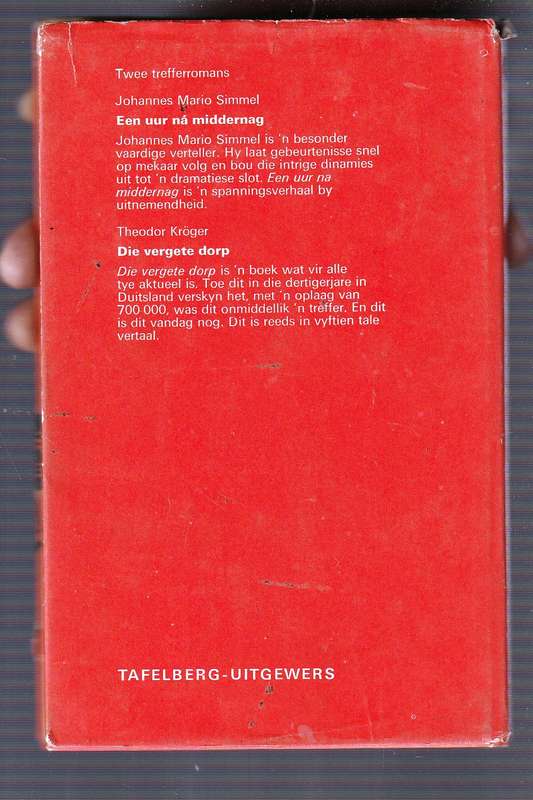 Twee trefferromans
Johannes Mario Simmel
Een uur ná middernag
Johannes Mario Simmel is 'n besonder
vaardige verteller. Hy laat gebeurtenisse snel
op mekaar volg en bou die intrige dinamies
uit tot 'n dramatiese slot. Een uur na
middernag is 'n spanningsverhaal by
uitnemendheid.
Theodor Kröger
Die vergete dorp
Die vergete dorp is 'n boek wat vir alle
tye aktueel is. Toe dit in die dertigerjare in
Duitsland verskyn het, met 'n oplaag van
700 000, was dit onmiddellik 'n treffer. En dit
is dit vandag nog. Dit is reeds in vyftien tale
vertaal.
TAFELBERG-UITGEWERS